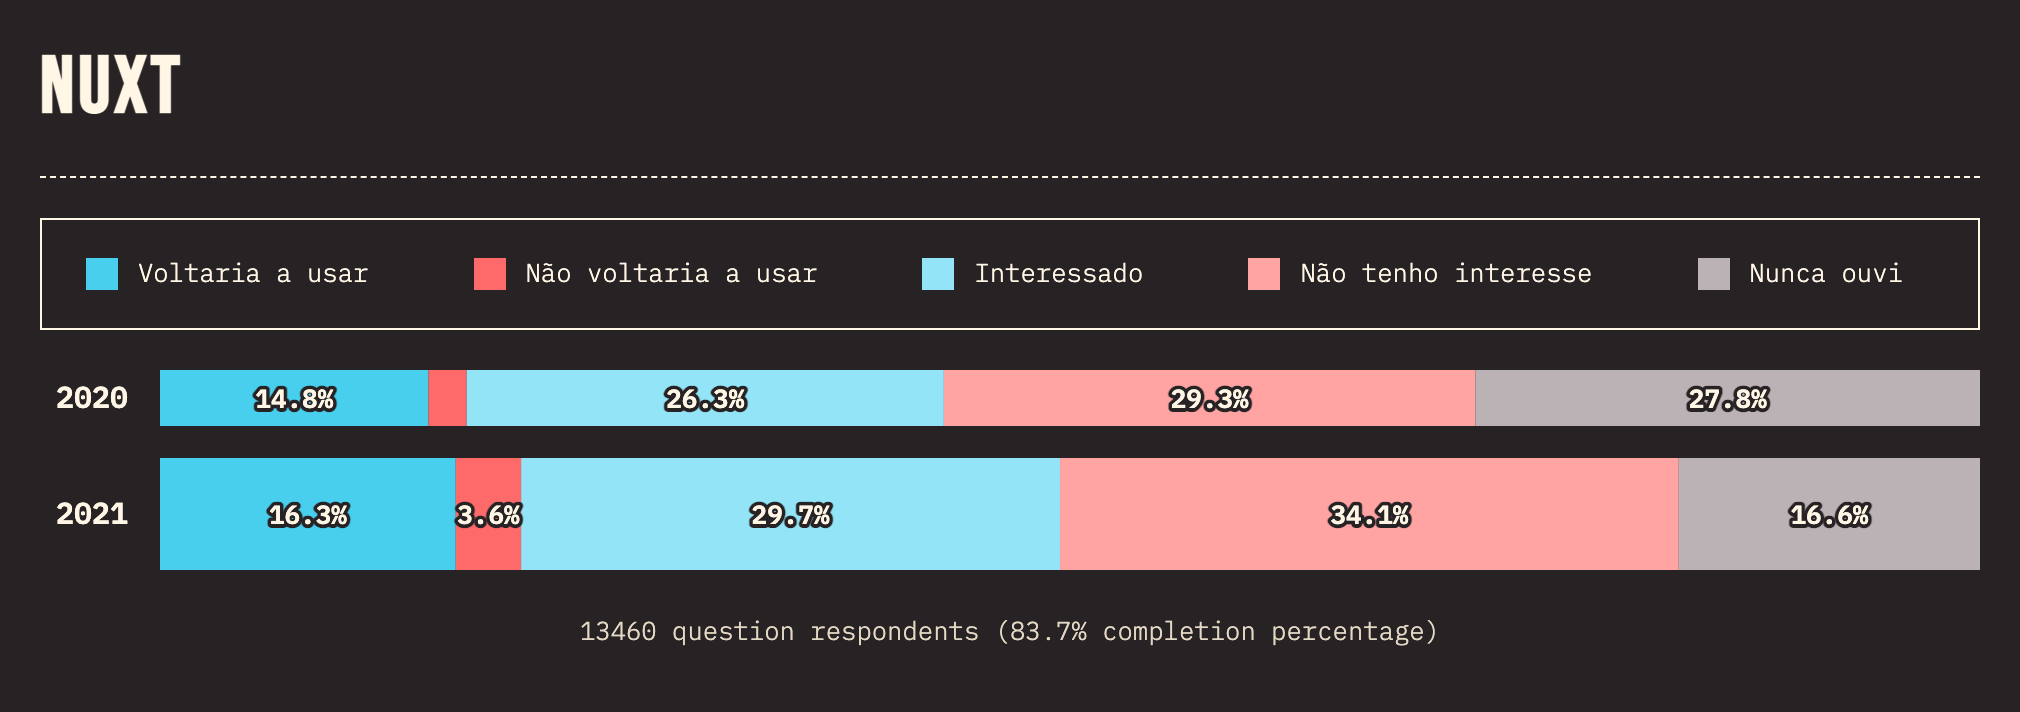 NUXT
Voltaria a usar Não voltaria a usar Interessado Não tenho interesse Nunca ouvi
2020 14.8% 26.3% 29.3% 27.8%
2021 16.3% 3.6% 29.7% 34.1% 16.6%
13460 question respondents (83.7% completion percentage)